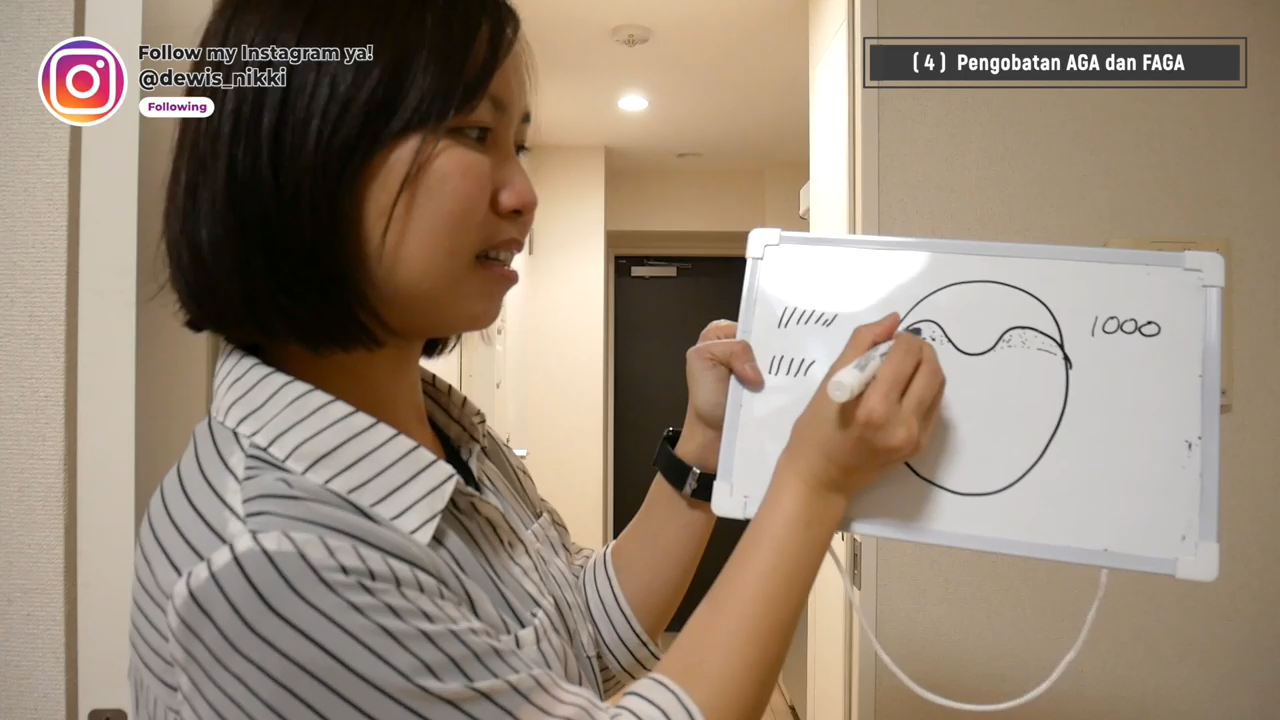 Follow my Instagram ya!
@dewis_nikki
Following
( 4 ) Pengobatan AGA dan FAGA
1000